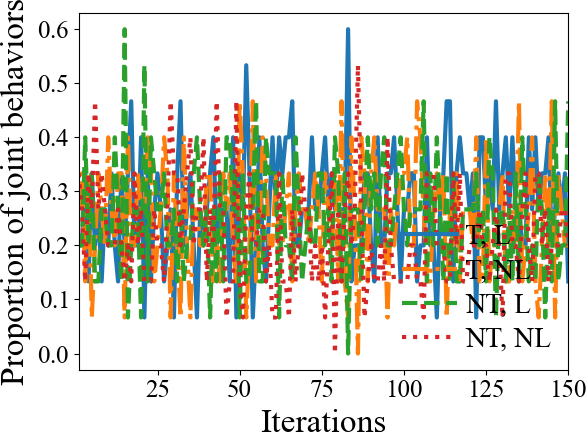 Proportion of joint behaviors
0.6
0.5
0.4
0.3
0.2
0.1
0.0
T, L
T, NL
NT, L
NT, NL
25 50 75 100 125 150
Iterations